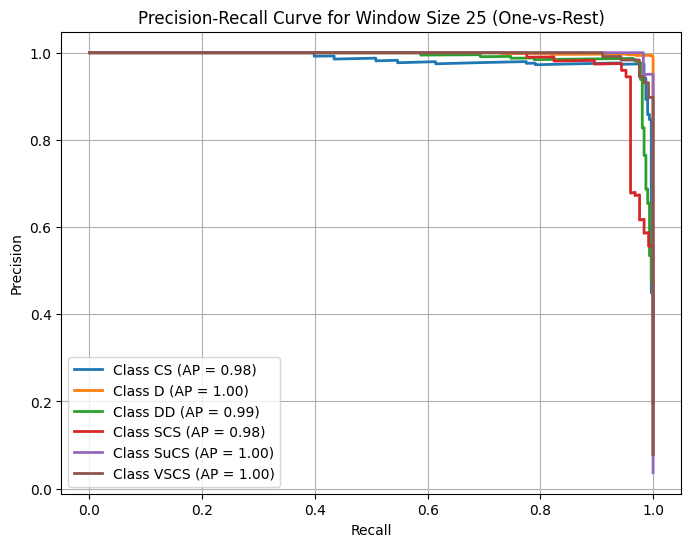 Precision-Recall Curve for Window Size 25 (One-vs-Rest)
Precision
1.0
0.8
0.6
0.4
0.2
0.0
Class CS (AP = 0.98)
Class D (AP = 1.00)
Class DD (AP = 0.99)
Class SCS (AP = 0.98)
Class SuCS (AP = 1.00)
Class VSCS (AP = 1.00)
0.0 0.2 0.4 0.6 0.8 1.0
Recall